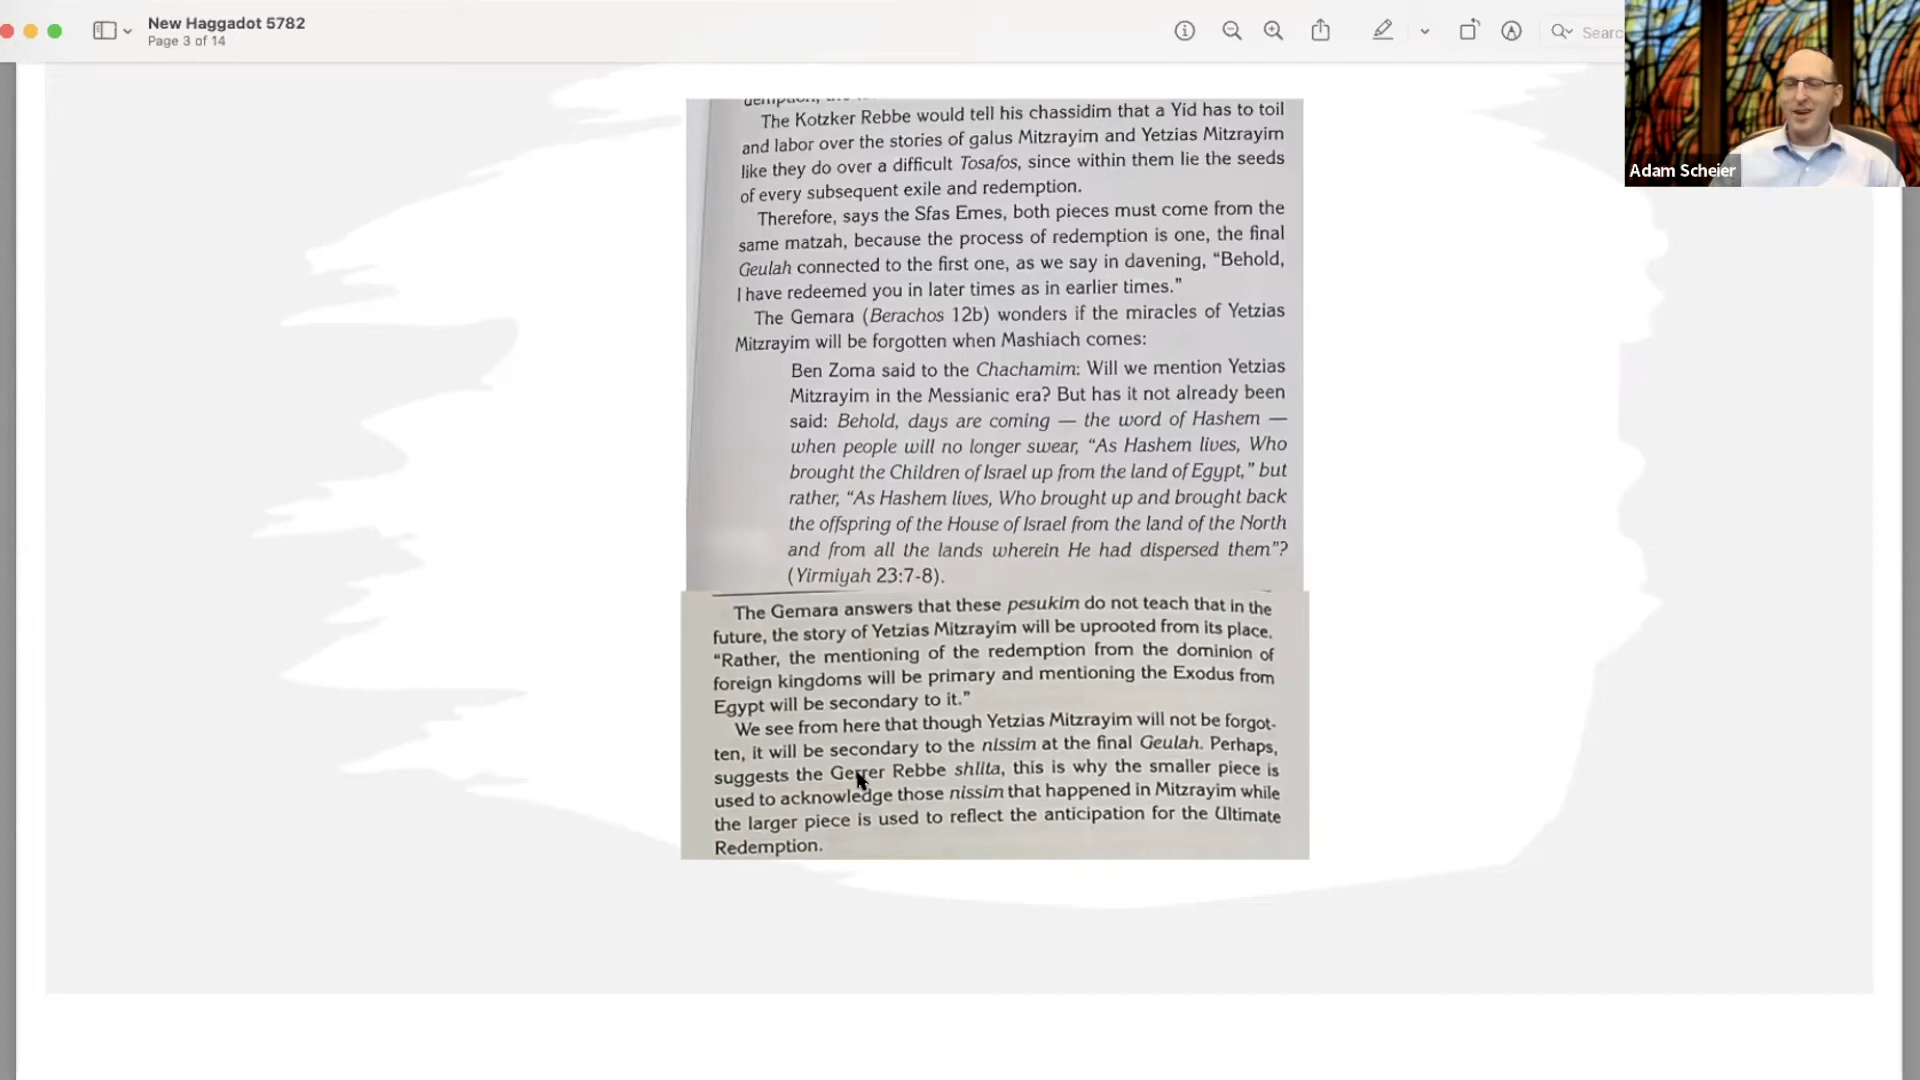 New Haggadot 5782
Page 3 of 14
Searc
Adam Scheier
The Kotzker Rebbe would tell his chassidim that a Yid has to toil
and labor over the stories of galus Mitzrayim and Yetzias Mitzrayim
like they do over a difficult Tosafos, since within them lie the seeds
of every subsequent exile and redemption.
Therefore, says the Sfas Emes, both pieces must come from the
same matzah, because the process of redemption is one, the final
Geulah connected to the first one, as we say in davening, “Behold,
I have redeemed you in later times as in earlier times.”
The Gemara (Berachos 12b) wonders if the miracles of Yetzias
Mitzrayim will be forgotten when Mashiach comes:
Ben Zoma said to the Chachamim: Will we mention Yetzias
Mitzrayim in the Messianic era? But has it not already been
said: Behold, days are coming — the word of Hashem —
when people will no longer swear, “As Hashem lives, Who
brought the Children of Israel up from the land of Egypt,” but
rather, “As Hashem lives, Who brought up and brought back
the offspring of the House of Israel from the land of the North
and from all the lands wherein He had dispersed them”?
(Yirmiyah 23:7-8).
The Gemara answers that these pesukim do not teach that in the
future, the story of Yetzias Mitzrayim will be uprooted from its place.
“Rather, the mentioning of the redemption from the dominion of
foreign kingdoms will be primary and mentioning the Exodus from
Egypt will be secondary to it.”
We see from here that though Yetzias Mitzrayim will not be forgot-
ten, it will be secondary to the nissim at the final Geulah. Perhaps,
suggests the Gerrer Rebbe shlita, this is why the smaller piece is
used to acknowledge those nissim that happened in Mitzrayim while
the larger piece is used to reflect the anticipation for the Ultimate
Redemption.